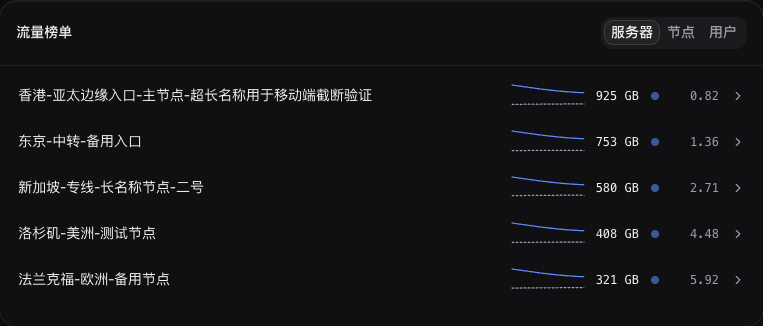 流量榜单 服务器 节点 用户
香港-亚太边缘入口-主节点-超长名称用于移动端截断验证 925 GB 0.82
东京-中转-备用入口 753 GB 1.36
新加坡-专线-长名称节点-二号 580 GB 2.71
洛杉矶-美洲-测试节点 408 GB 4.48
法兰克福-欧洲-备用节点 321 GB 5.92